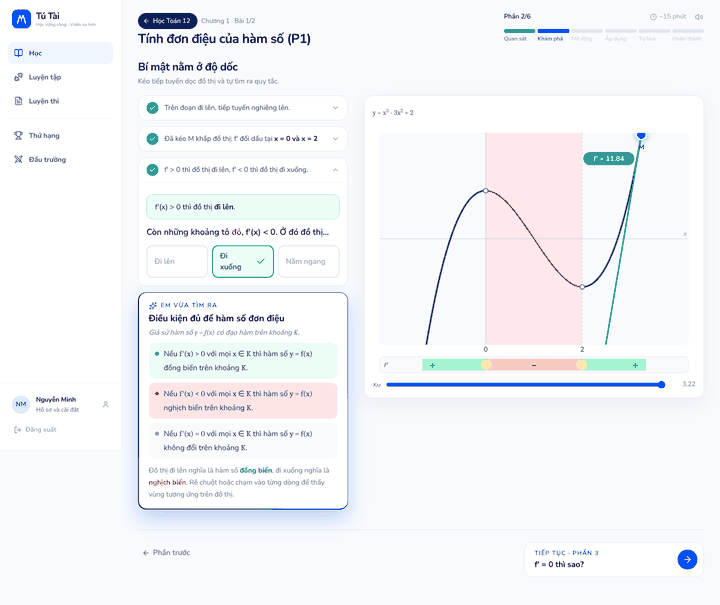 Tú Tài
Học vững vàng · Vươn xa hơn
Học
Luyện tập
Luyện thi
Thứ hạng
Đấu trường
NM
Nguyễn Minh
Hồ sơ và cài đặt
Đăng xuất
← Học Toán 12
Chương 1 · Bài 1/2
Tính đơn điệu của hàm số (P1)
Phần 2/6
~15 phút
Quan sát
Khám phá
Mở rộng
Áp dụng
Tự làm
Hoàn thành
Bí mật nằm ở độ dốc
Kéo tiếp tuyến dọc đồ thị và tự tìm ra quy tắc.
Trên đoạn đi lên, tiếp tuyến nghiêng lên.
Đã kéo M khắp đồ thị: f' đổi dấu tại x = 0 và x = 2
f' > 0 thì đồ thị đi lên, f' < 0 thì đồ thị đi xuống.
f'(x) > 0 thì đồ thị đi lên.
Còn những khoảng tô đỏ, f'(x) < 0. Ở đó đồ thị...
Đi lên
Đi xuống
Nằm ngang
EM VỪA TÌM RA
Điều kiện đủ để hàm số đơn điệu
Giả sử hàm số y = f(x) có đạo hàm trên khoảng K.
Nếu f'(x) > 0 với mọi x ∈ K thì hàm số y = f(x)
đồng biến trên khoảng K.
Nếu f'(x) < 0 với mọi x ∈ K thì hàm số y = f(x)
nghịch biến trên khoảng K.
Nếu f'(x) = 0 với mọi x ∈ K thì hàm số y = f(x)
không đổi trên khoảng K.
Đồ thị đi lên nghĩa là hàm số đồng biến, đi xuống nghĩa là
nghịch biến. Rê chuột hoặc chạm vào từng dòng để thấy
vùng tương ứng trên đồ thị.
y = x³ - 3x² + 2
M
f' = 11.84
x
0
2
f'
+
−
+
Kéo
3.22
← Phần trước
TIẾP TỤC · PHẦN 3
f' = 0 thì sao?
→